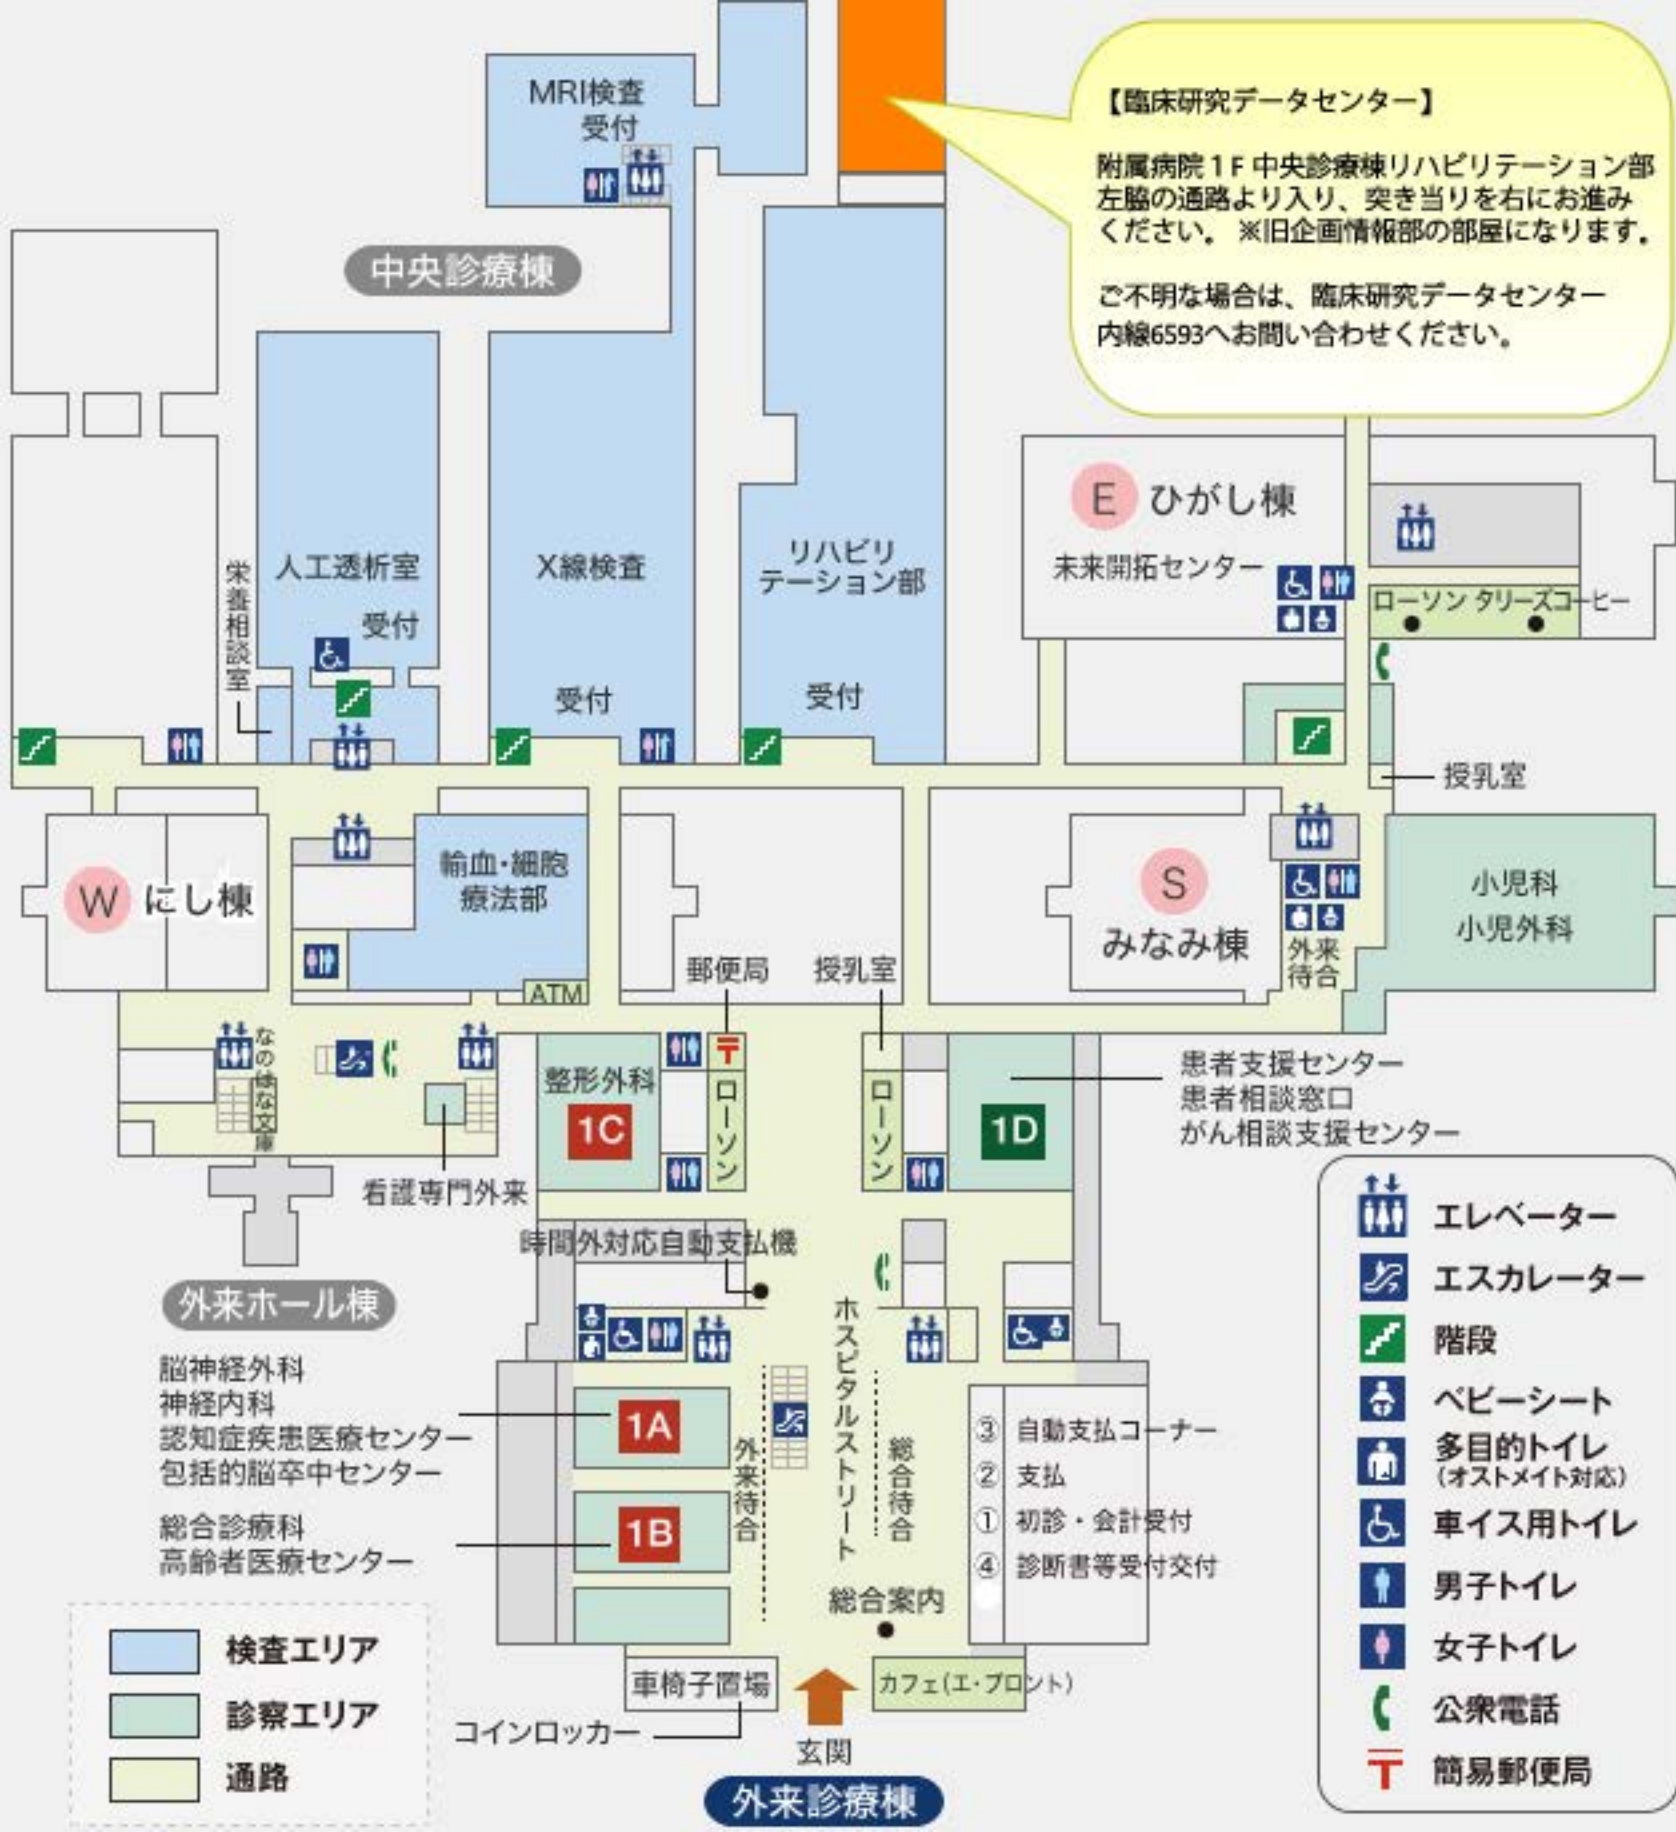 MRI検査
受付
【臨床研究データセンター】
附属病院１F 中央診療棟リハビリテーション部
左脇の通路より入り、突き当りを右にお進み
ください。 ※旧企画情報部の部屋になります。
ご不明な場合は、臨床研究データセンター
内線6593へお問い合わせください。
中央診療棟
栄養相談室
人工透析室
受付
X線検査
受付
リハビリ
テーション部
受付
E ひがし棟
未来開拓センター
ローソン タリーズコーヒー
授乳室
W にし棟
輸血・細胞
療法部
ATM
S
みなみ棟
外来
待合
小児科
小児外科
郵便局
授乳室
なのはな文庫
看護専門外来
整形外科
1C
ローソン
ローソン
1D
患者支援センター
患者相談窓口
がん相談支援センター
時間外対応自動支払機
外来ホール棟
脳神経外科
神経内科
認知症疾患医療センター
包括的脳卒中センター
1A
総合診療科
高齢者医療センター
1B
外来待合
ホスピタルストリート
総合待合
③ 自動支払コーナー
② 支払
① 初診・会計受付
④ 診断書等受付交付
総合案内
車椅子置場
カフェ(エ・プロント)
コインロッカー
玄関
外来診療棟
検査エリア
診察エリア
通路
エレベーター
エスカレーター
階段
ベビーシート
多目的トイレ
(オストメイト対応)
車イス用トイレ
男子トイレ
女子トイレ
公衆電話
簡易郵便局